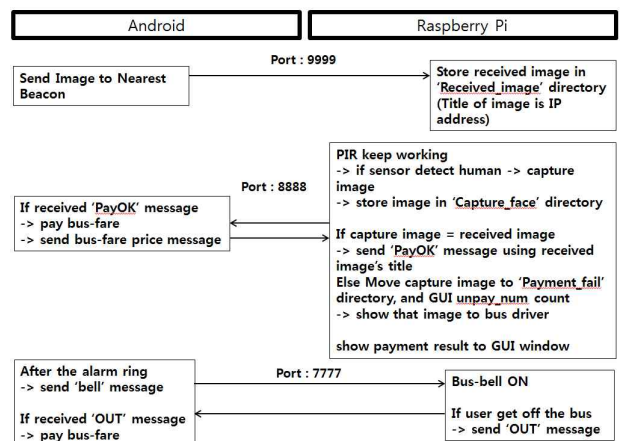 Android
Raspberry Pi
Port : 9999
Send Image to Nearest
Beacon
Store received image in
‘Received_image’ directory
(Title of image is IP
address)
PIR keep working
-> if sensor detect human -> capture
image
-> store image in ‘Capture_face’ directory
If capture image = received image
-> send ‘PayOK’ message using received
image’s title
Else Move capture image to ‘Payment_fail’
directory, and GUI unpay_num count
-> show that image to bus driver
show payment result to GUI window
Port : 8888
If received ‘PayOK’ message
-> pay bus-fare
-> send bus-fare price message
After the alarm ring
-> send ‘bell’ message
If received ‘OUT’ message
-> pay bus-fare
Port : 7777
Bus-bell ON
If user get off the bus
-> send ‘OUT’ message